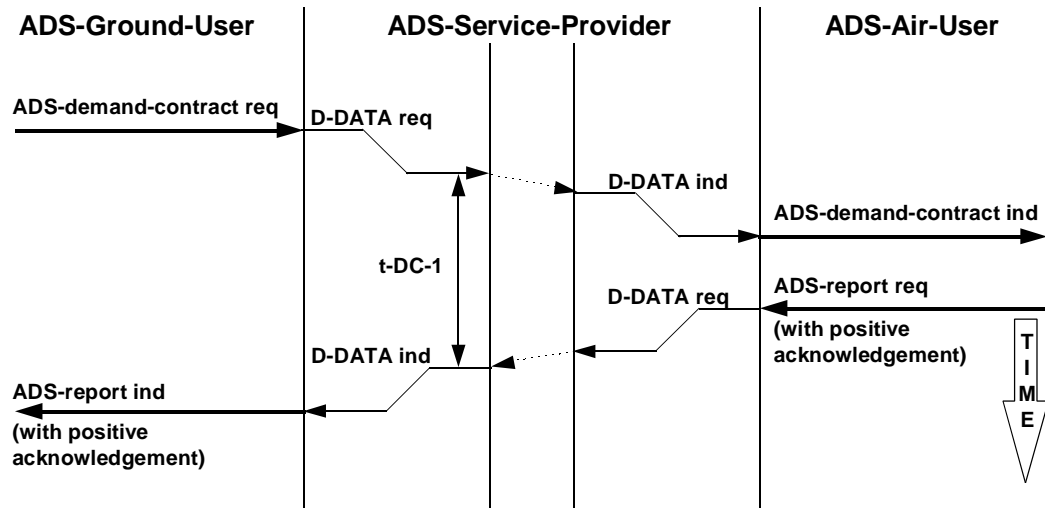 ADS-Ground-User
ADS-Service-Provider
ADS-Air-User
ADS-demand-contract req
D-DATA req
D-DATA ind
ADS-demand-contract ind
t-DC-1
D-DATA req
ADS-report req
(with positive
acknowledgement)
D-DATA ind
ADS-report ind
(with positive
acknowledgement)
TIME